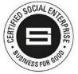 CERTIFIED SOCIAL ENTERPRISE
BUSINESS FOR GOOD